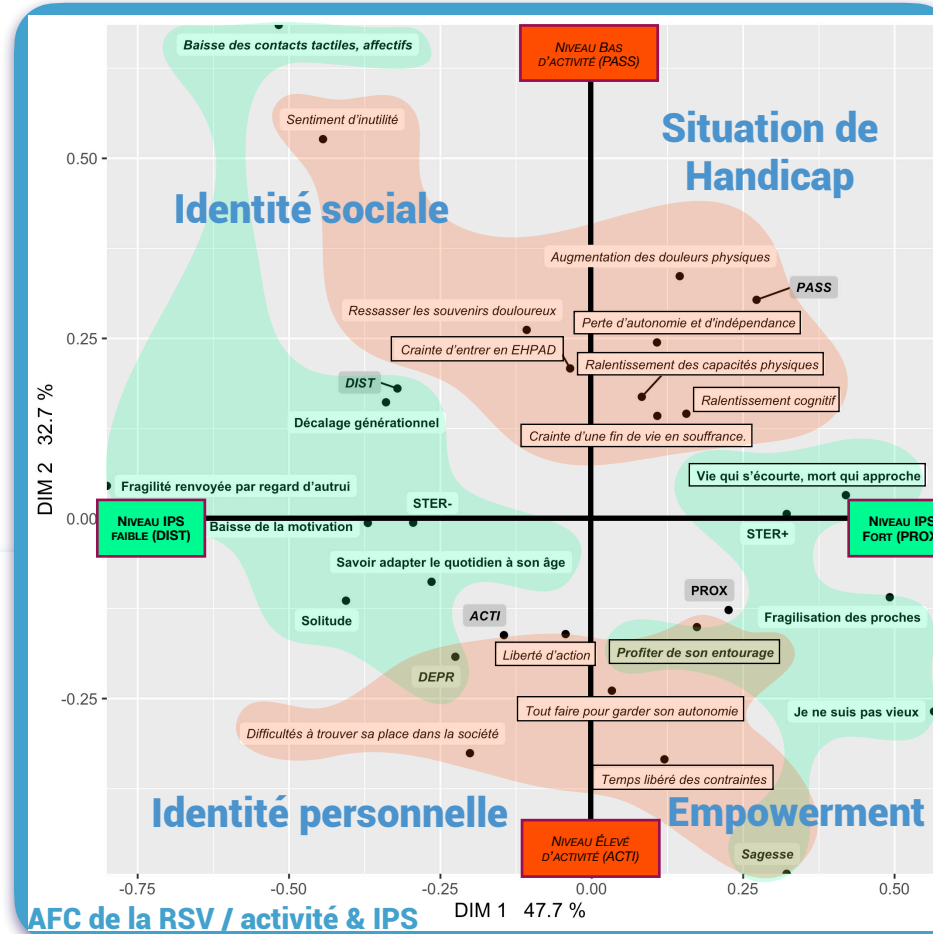 Baisse des contacts tactiles, affectifs
NIVEAU BAS
D'ACTIVITÉ (PASS)
Sentiment d'inutilité
Situation de
Handicap
0.50
Identité sociale
Augmentation des douleurs physiques
PASS
Ressasser les souvenirs douloureux
Perte d'autonomie et d'indépendance
0.25
Crainte d'entrer en EHPAD
Ralentissement des capacités physiques
DIST
Ralentissement cognitif
Décalage générationnel
Crainte d'une fin de vie en souffrance.
DIM 2 32.7 %
Vie qui s'écourte, mort qui approche
Fragilité renvoyée par regard d'autrui
STER-
0.00
NIVEAU IPS
FAIBLE (DIST)
Baisse de la motivation
STER+
NIVEAU IPS
FORT (PROX
Savoir adapter le quotidien à son âge
PROX
Solitude
ACTI
Fragilisation des proches
Liberté d'action
Profiter de son entourage
DEPR
-0.25
Tout faire pour garder son autonomie
Je ne suis pas vieux
Difficultés à trouver sa place dans la société
Temps libéré des contraintes
Identité personnelle
Empowerment
NIVEAU ÉLEVÉ
D'ACTIVITÉ (ACTI)
Sagesse
-0.75
-0.50
-0.25
0.00
0.25
0.50
DIM 1 47.7 %
AFC de la RSV / activité & IPS